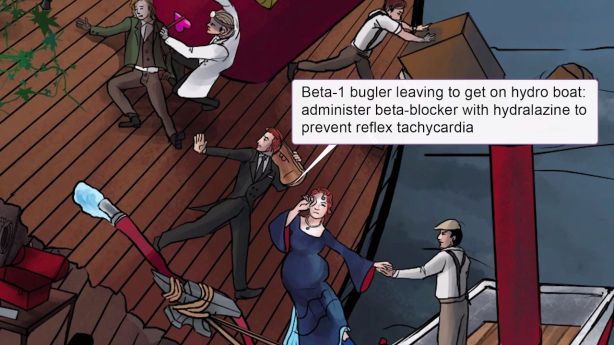 Beta-1 bugler leaving to get on hydro boat:
administer beta-blocker with hydralazine to
prevent reflex tachycardia